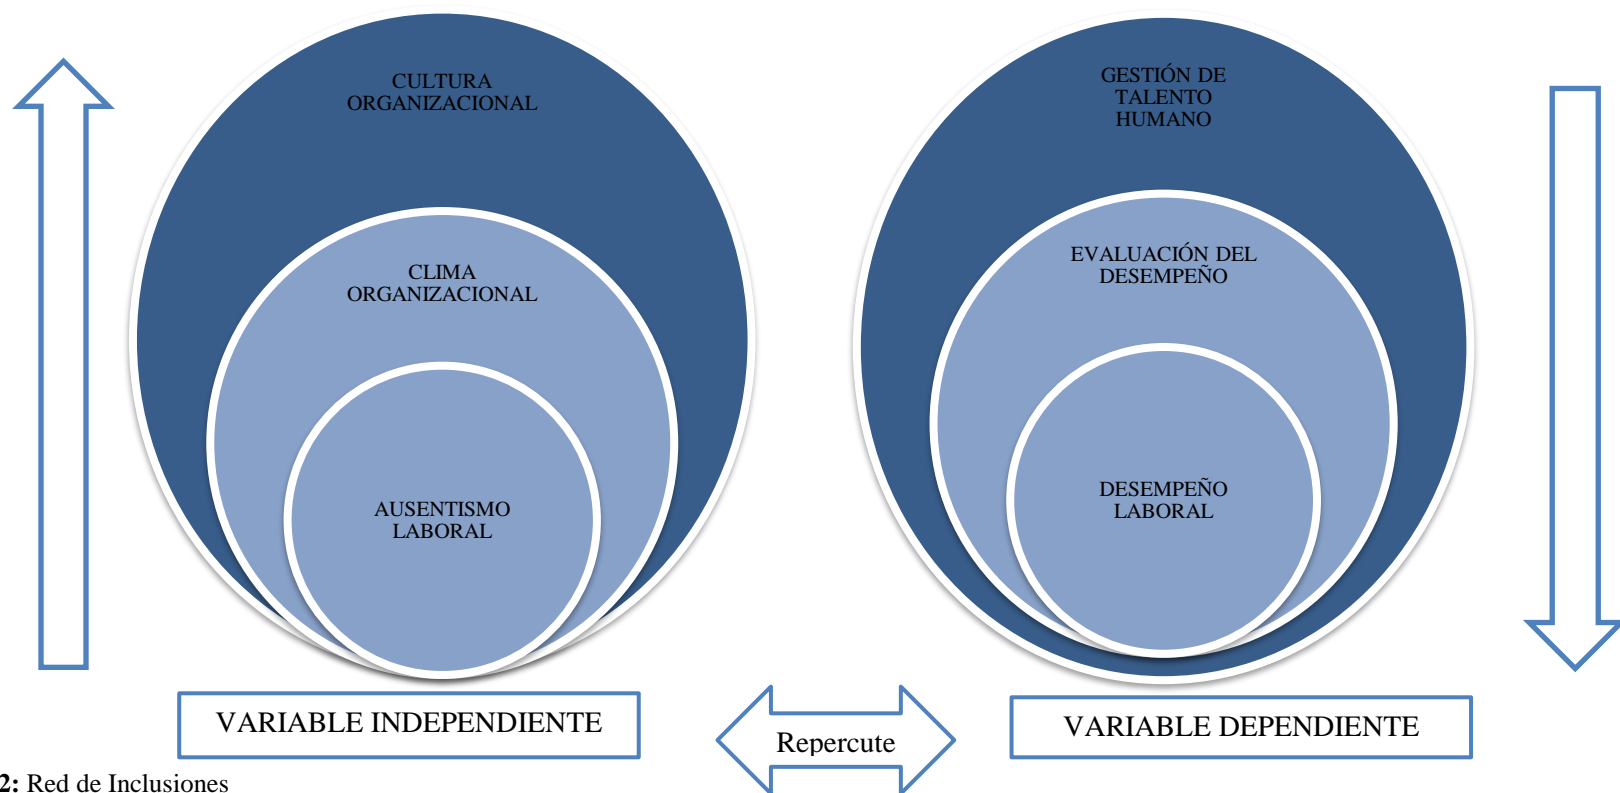 CULTURA
ORGANIZACIONAL
CLIMA
ORGANIZACIONAL
AUSENTISMO
LABORAL
GESTIÓN DE
TALENTO
HUMANO
EVALUACIÓN DEL
DESEMPEÑO
DESEMPEÑO
LABORAL
VARIABLE INDEPENDIENTE
Repercute
VARIABLE DEPENDIENTE
2: Red de Inclusiones